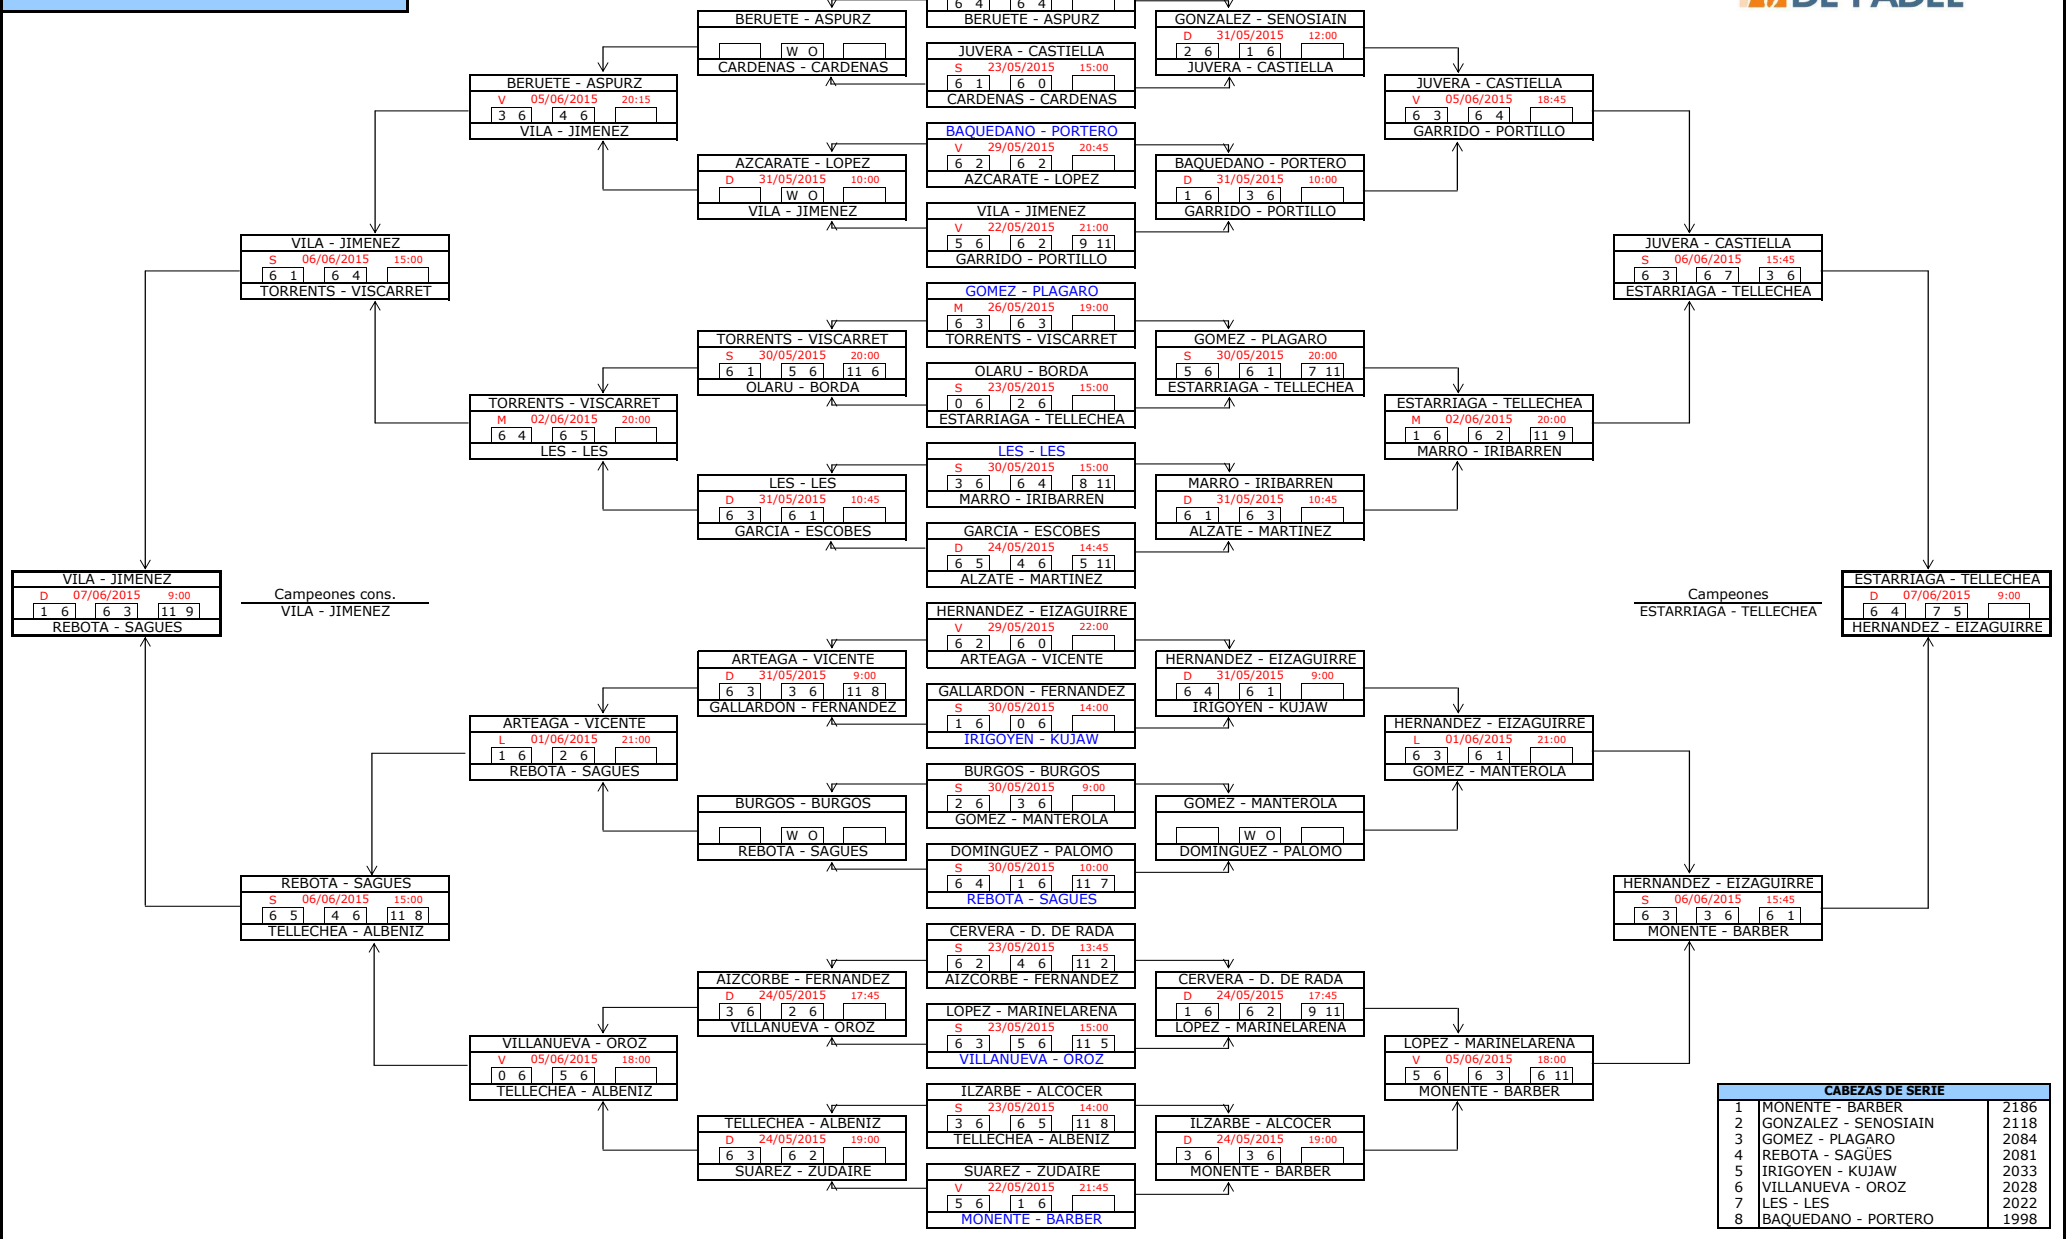 DE PADEL
VILA - JIMENEZ
D 07/06/2015 9:00
1 6 6 3 11 9
REBOTA - SAGÜES
Campeones cons.
VILA - JIMENEZ
VILA - JIMENEZ
S 06/06/2015 15:00
6 1 6 4
TORRENTS - VISCARRET
REBOTA - SAGÜES
S 06/06/2015 15:00
6 5 4 6 11 8
TELLECHEA - ALBENIZ
BERUETE - ASPURZ
V 05/06/2015 20:15
3 6 4 6
VILA - JIMENEZ
TORRENTS - VISCARRET
M 02/06/2015 20:00
6 4 6 5
LES - LES
ARTEAGA - VICENTE
L 01/06/2015 21:00
1 6 2 6
REBOTA - SAGÜES
VILLANUEVA - OROZ
V 05/06/2015 18:00
0 6 5 6
TELLECHEA - ALBENIZ
BERUETE - ASPURZ
W O
CARDENAS - CARDENAS
AZCARATE - LOPEZ
D 31/05/2015 10:00
W O
VILA - JIMENEZ
TORRENTS - VISCARRET
S 30/05/2015 20:00
6 1 5 6 11 6
OLARU - BORDA
LES - LES
D 31/05/2015 10:45
6 3 6 1
GARCIA - ESCOBES
ARTEAGA - VICENTE
D 31/05/2015 9:00
6 3 3 6 11 8
GALLARDON - FERNANDEZ
BURGOS - BURGOS
W O
REBOTA - SAGÜES
AIZCORBE - FERNANDEZ
D 24/05/2015 17:45
3 6 2 6
VILLANUEVA - OROZ
TELLECHEA - ALBENIZ
D 24/05/2015 19:00
6 3 6 2
SUAREZ - ZUDAIRE
6 4 6 4
BERUETE - ASPURZ
JUVERA - CASTIELLA
S 23/05/2015 15:00
6 1 6 0
CARDENAS - CARDENAS
BAQUEDANO - PORTERO
V 29/05/2015 20:45
6 2 6 2
AZCARATE - LOPEZ
VILA - JIMENEZ
V 22/05/2015 21:00
5 6 6 2 9 11
GARRIDO - PORTILLO
GOMEZ - PLAGARO
M 26/05/2015 19:00
6 3 6 3
TORRENTS - VISCARRET
OLARU - BORDA
S 23/05/2015 15:00
0 6 2 6
ESTARRIAGA - TELLECHEA
LES - LES
S 30/05/2015 15:00
3 6 6 4 8 11
MARRO - IRIBARREN
GARCIA - ESCOBES
D 24/05/2015 14:45
6 5 4 6 5 11
ALZATE - MARTINEZ
HERNANDEZ - EIZAGUIRRE
V 29/05/2015 22:00
6 2 6 0
ARTEAGA - VICENTE
GALLARDON - FERNANDEZ
S 30/05/2015 14:00
1 6 0 6
IRIGOYEN - KUJAW
BURGOS - BURGOS
S 30/05/2015 9:00
2 6 3 6
GOMEZ - MANTEROLA
DOMINGUEZ - PALOMO
S 30/05/2015 10:00
6 4 1 6 11 7
REBOTA - SAGÜES
CERVERA - D. DE RADA
S 23/05/2015 13:45
6 2 4 6 11 2
AIZCORBE - FERNANDEZ
LOPEZ - MARINELARENA
S 23/05/2015 15:00
6 3 5 6 11 5
VILLANUEVA - OROZ
ILZARBE - ALCOCER
S 23/05/2015 14:00
3 6 6 5 11 8
TELLECHEA - ALBENIZ
SUAREZ - ZUDAIRE
V 22/05/2015 21:45
5 6 1 6
MONENTE - BARBER
GONZALEZ - SENOSIAIN
D 31/05/2015 12:00
2 6 1 6
JUVERA - CASTIELLA
BAQUEDANO - PORTERO
D 31/05/2015 10:00
1 6 3 6
GARRIDO - PORTILLO
GOMEZ - PLAGARO
S 30/05/2015 20:00
5 6 6 1 7 11
ESTARRIAGA - TELLECHEA
MARRO - IRIBARREN
D 31/05/2015 10:45
6 1 6 3
ALZATE - MARTINEZ
HERNANDEZ - EIZAGUIRRE
D 31/05/2015 9:00
6 4 6 1
IRIGOYEN - KUJAW
GOMEZ - MANTEROLA
W O
DOMINGUEZ - PALOMO
CERVERA - D. DE RADA
D 24/05/2015 17:45
1 6 6 2 9 11
LOPEZ - MARINELARENA
ILZARBE - ALCOCER
D 24/05/2015 19:00
3 6 3 6
MONENTE - BARBER
JUVERA - CASTIELLA
V 05/06/2015 18:45
6 3 6 4
GARRIDO - PORTILLO
ESTARRIAGA - TELLECHEA
M 02/06/2015 20:00
1 6 6 2 11 9
MARRO - IRIBARREN
HERNANDEZ - EIZAGUIRRE
L 01/06/2015 21:00
6 3 6 1
GOMEZ - MANTEROLA
LOPEZ - MARINELARENA
V 05/06/2015 18:00
5 6 6 3 6 11
MONENTE - BARBER
JUVERA - CASTIELLA
S 06/06/2015 15:45
6 3 6 7 3 6
ESTARRIAGA - TELLECHEA
HERNANDEZ - EIZAGUIRRE
S 06/06/2015 15:45
6 3 3 6 6 1
MONENTE - BARBER
Campeones
ESTARRIAGA - TELLECHEA
ESTARRIAGA - TELLECHEA
D 07/06/2015 9:00
6 4 7 5
HERNANDEZ - EIZAGUIRRE
CABEZAS DE SERIE
1 MONENTE - BARBER 2186
2 GONZALEZ - SENOSIAIN 2118
3 GOMEZ - PLAGARO 2084
4 REBOTA - SAGÜES 2081
5 IRIGOYEN - KUJAW 2033
6 VILLANUEVA - OROZ 2028
7 LES - LES 2022
8 BAQUEDANO - PORTERO 1998